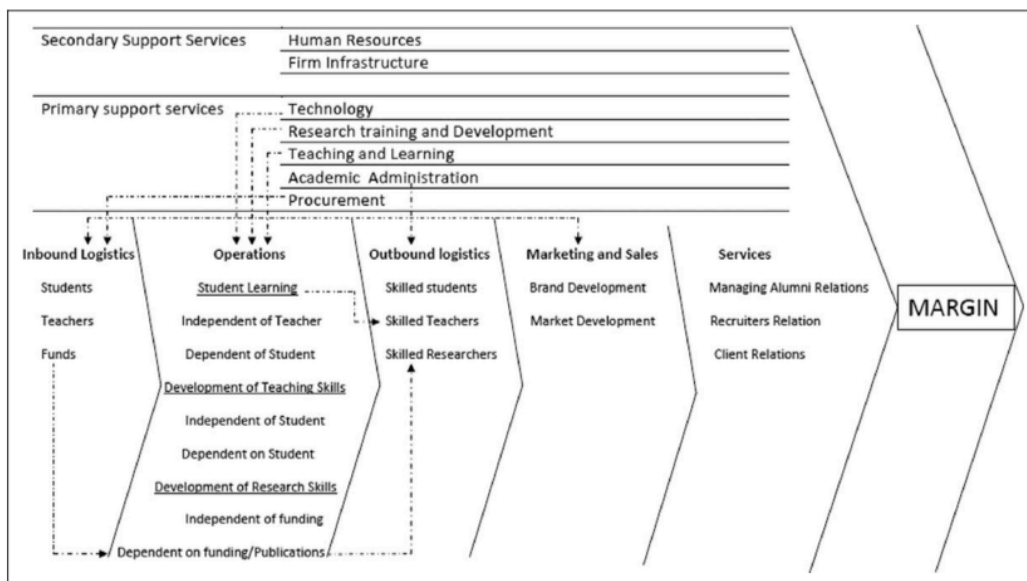 Secondary Support Services
Human Resources
Firm Infrastructure
Primary support services
Technology
Research training and Development
Teaching and Learning
Academic Administration
Procurement
Inbound Logistics
Students
Teachers
Funds
Operations
Student Learning
Independent of Teacher
Dependent of Student
Development of Teaching Skills
Independent of Student
Dependent on Student
Development of Research Skills
Independent of funding
Dependent on funding/Publications
Outbound logistics
Skilled students
Skilled Teachers
Skilled Researchers
Marketing and Sales
Brand Development
Market Development
Services
Managing Alumni Relations
Recruiters Relation
Client Relations
MARGIN